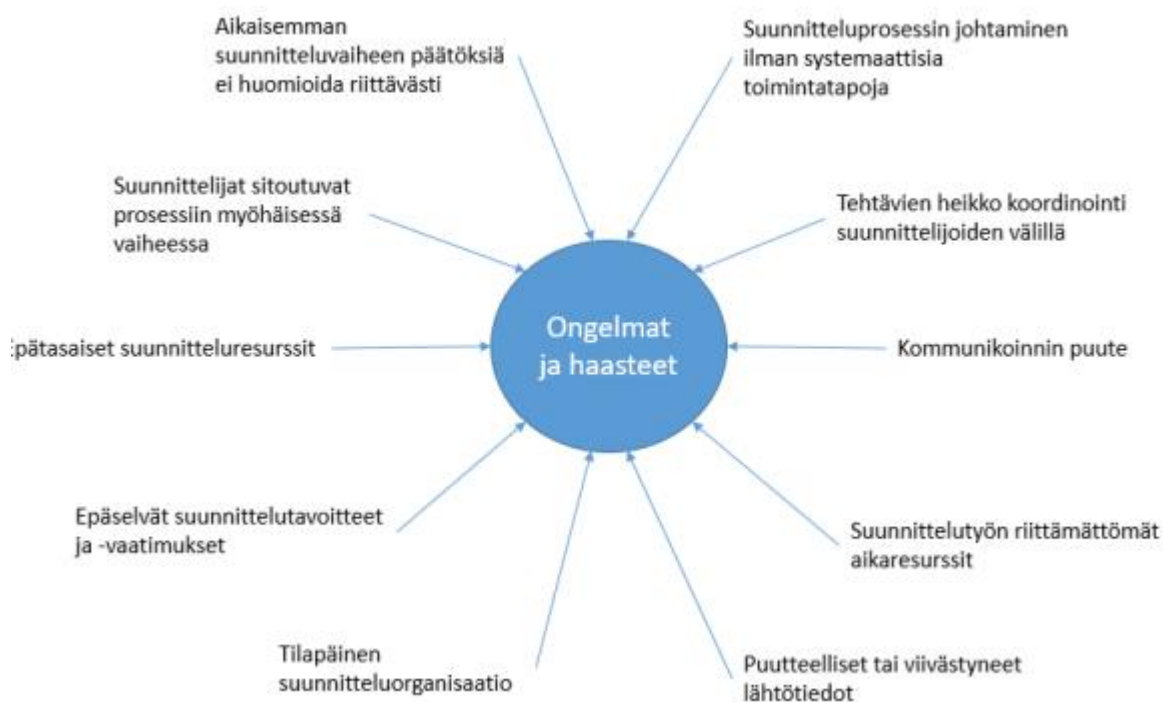 Aikaisemman
suunnitteluvaiheen päätöksiä
ei huomioida riittävästi
Suunnitteluprosessin johtaminen
ilman systemaattisia
toimintatapoja
Suunnittelijat sitoutuvat
prosessiin myöhäisessä
vaiheessa
Tehtävien heikko koordinointi
suunnittelijoiden välillä
Ongelmat
ja haasteet
pätasaiset suunnitteluresurssit
Kommunikoinnin puute
Epäselvät suunnittelutavoitteet
ja -vaatimukset
Suunnittelutyön riittämättömät
aikaresurssit
Tilapäinen
suunnitteluorganisaatio
Puutteelliset tai viivästyneet
lähtötiedot